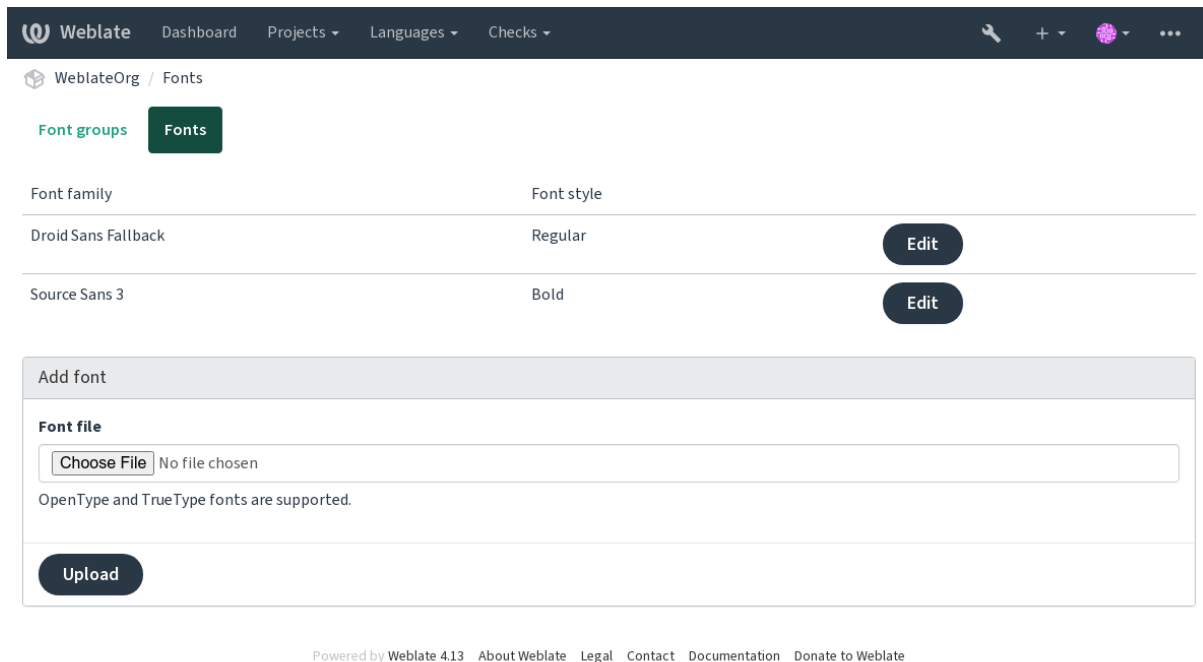 Weblate Dashboard Projects Languages Checks
WeblateOrg / Fonts
Font groups Fonts
Font family Font style
Droid Sans Fallback Regular Edit
Source Sans 3 Bold Edit
Add font
Font file
Choose File No file chosen
OpenType and TrueType fonts are supported.
Upload
Powered by Weblate 4.13 About Weblate Legal Contact Documentation Donate to Weblate